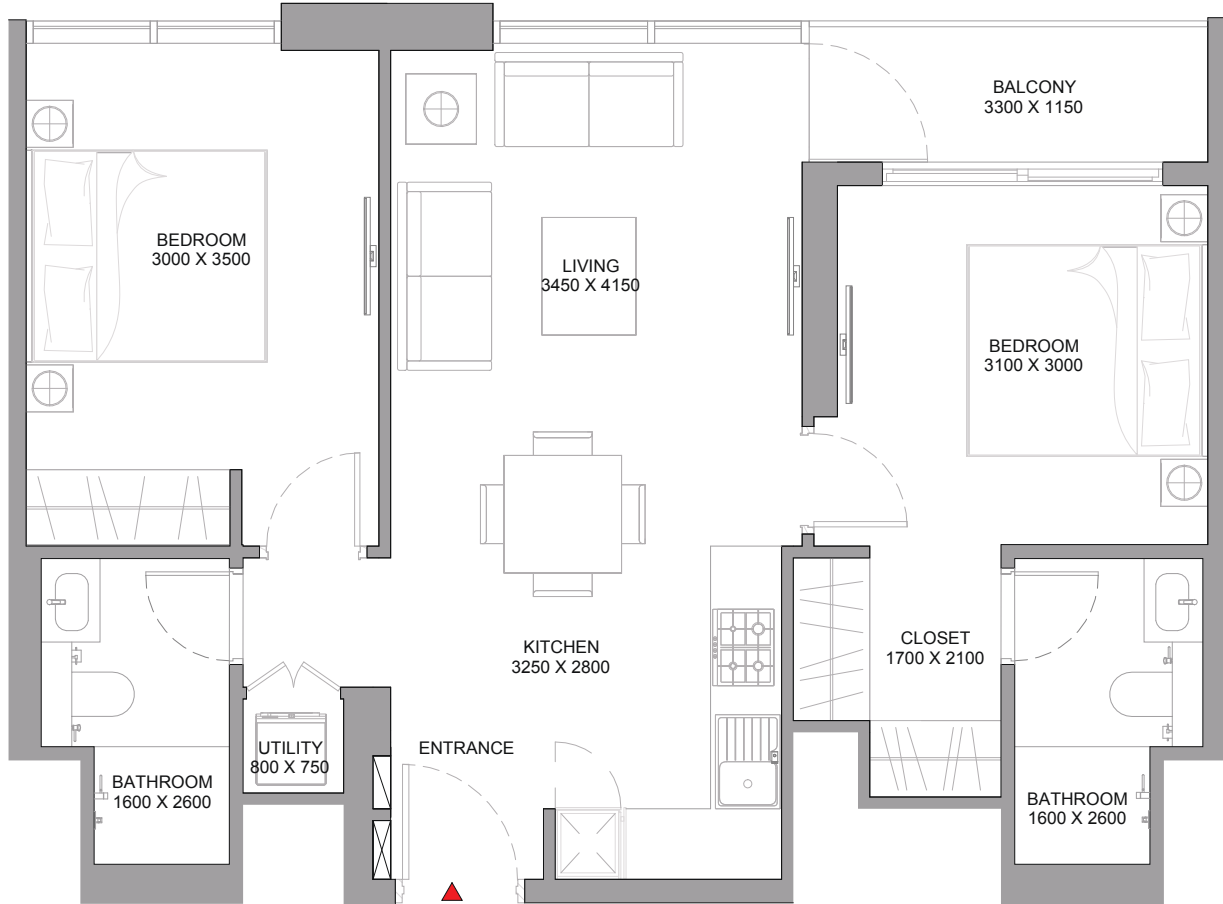 BALCONY
3300 X 1150
BEDROOM
3000 X 3500
LIVING
3450 X 4150
BEDROOM
3100 X 3000
KITCHEN
3250 X 2800
CLOSET
1700 X 2100
ENTRANCE
UTILITY
800 X 750
BATHROOM
1600 X 2600
BATHROOM
1600 X 2600